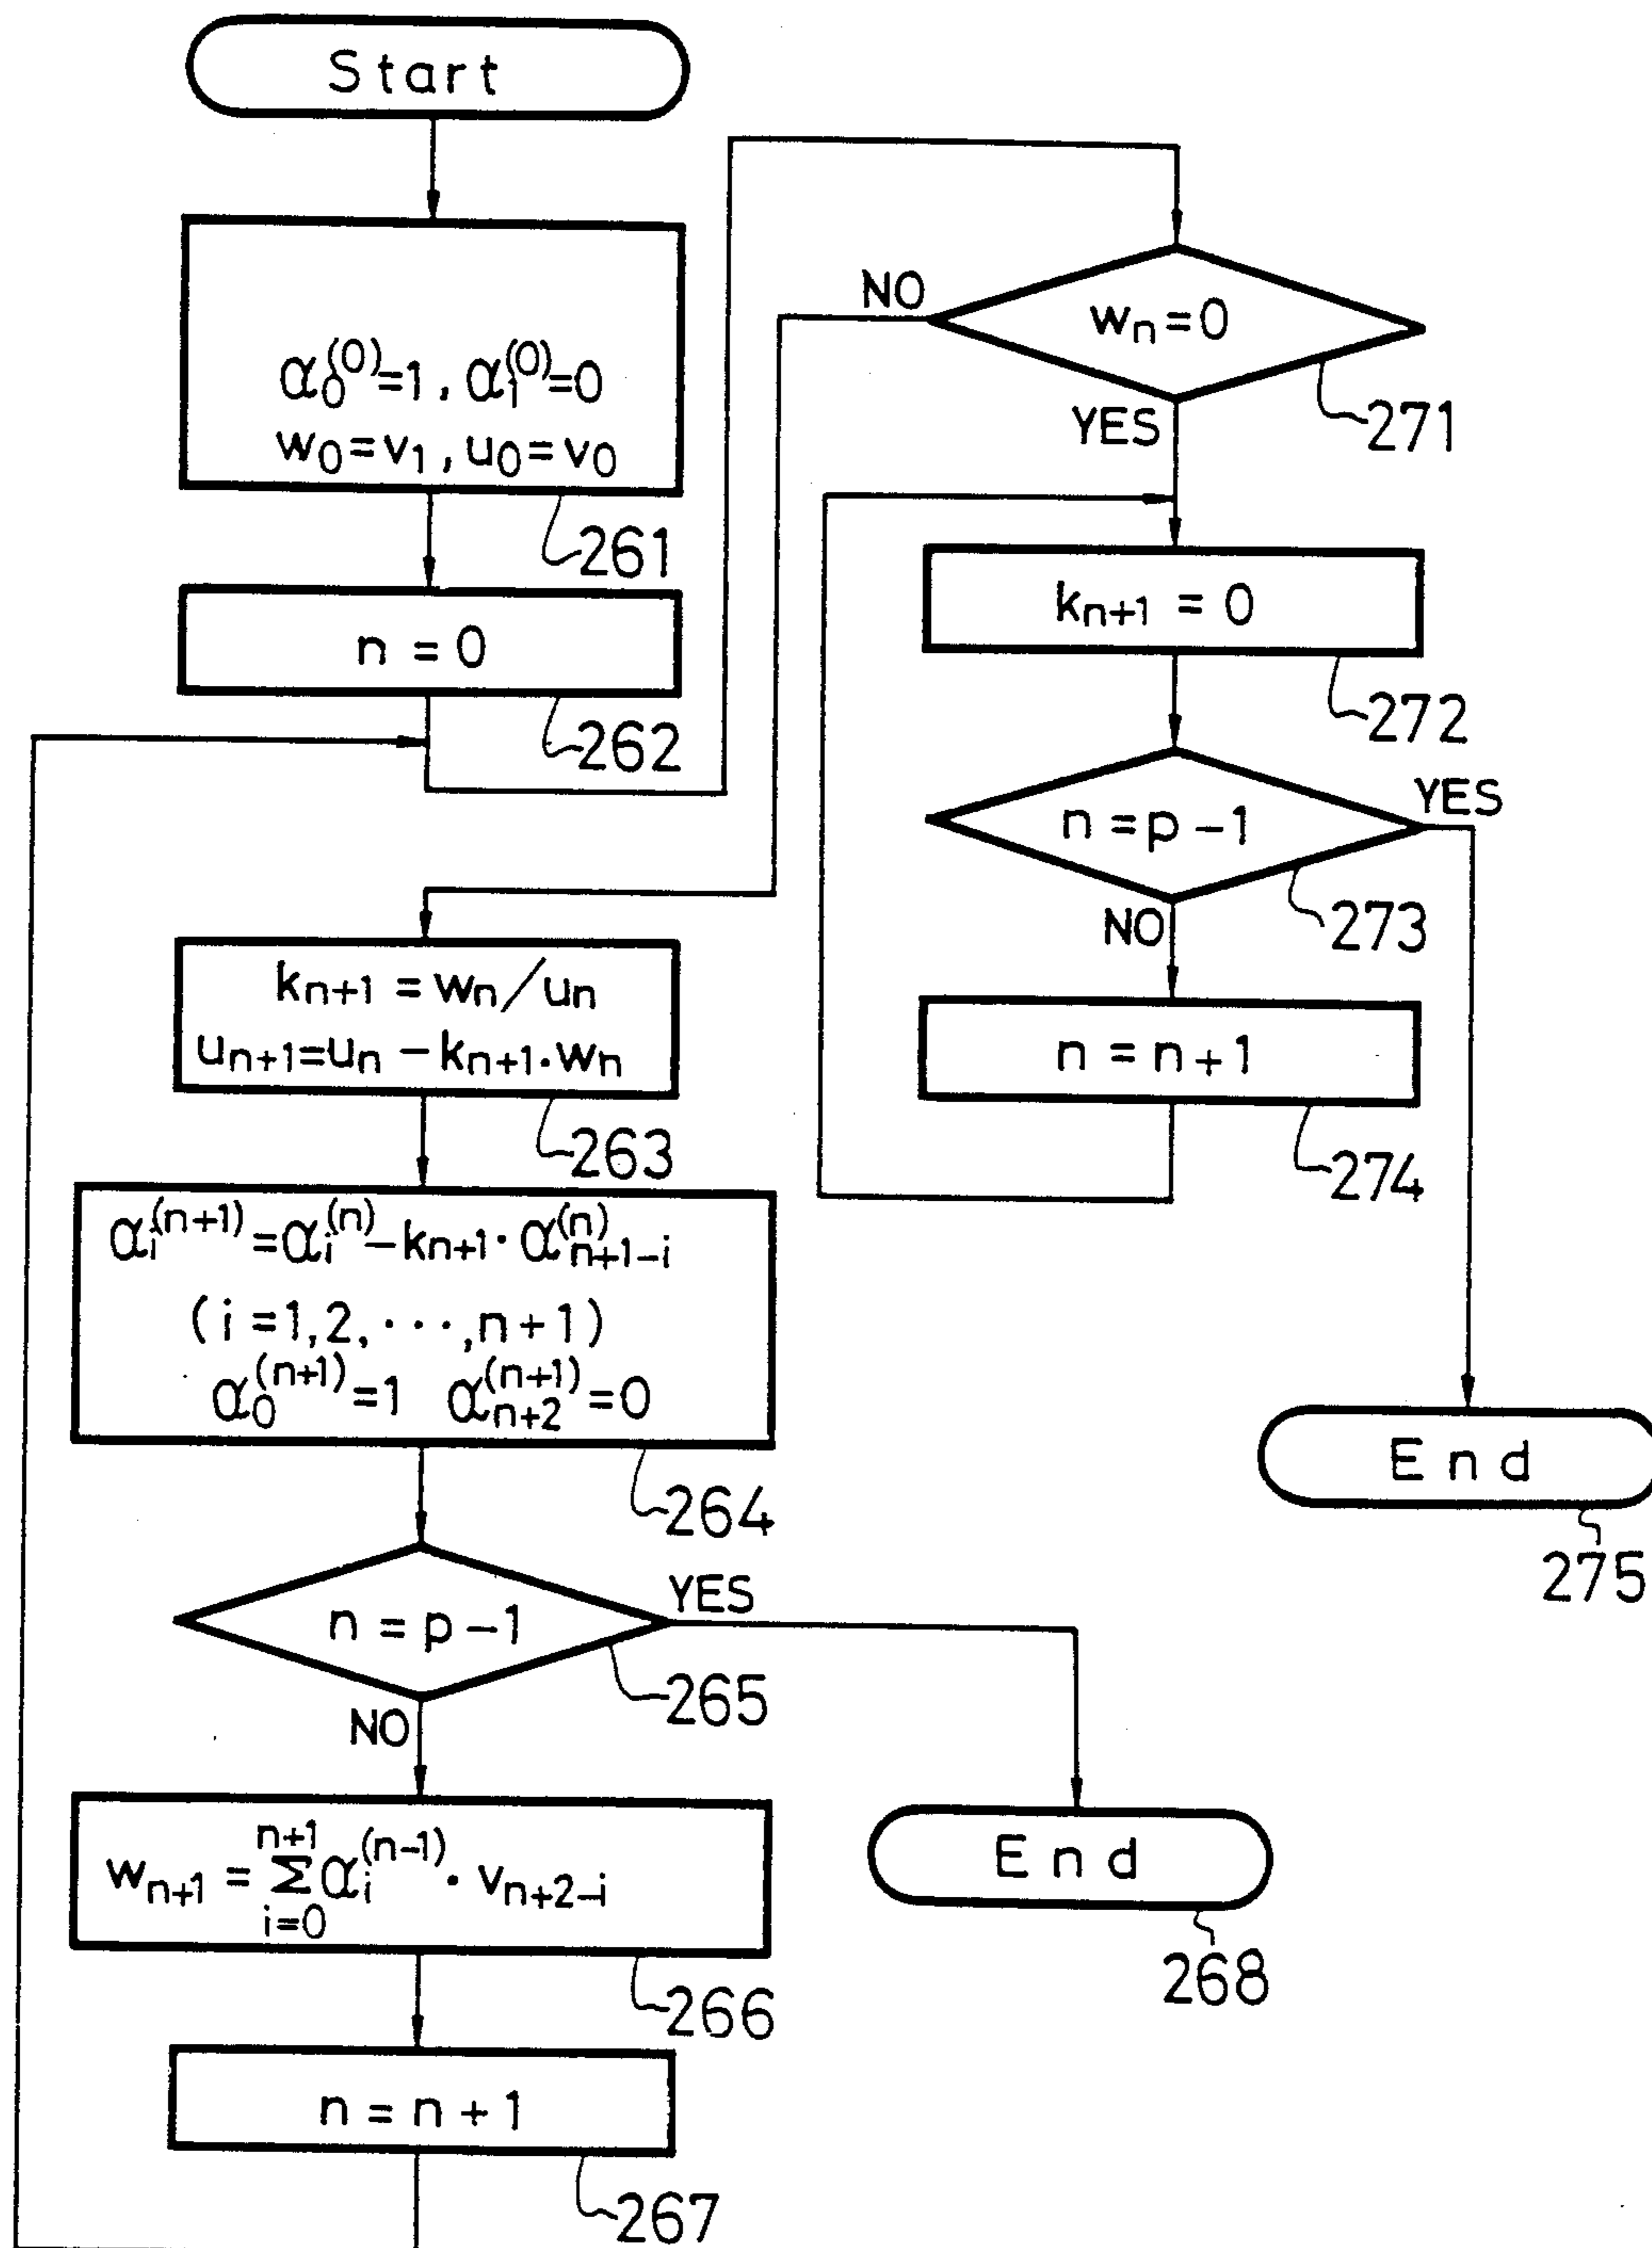 Start
α₀⁽⁰⁾=1, α₁⁽⁰⁾=0
w₀=v₁, u₀=v₀
261
n = 0
262
NO
wₙ=0
YES
271
kₙ₊₁ = 0
272
n = p-1
YES
NO
273
n = n+1
274
End
275
kₙ₊₁ = wₙ/uₙ
uₙ₊₁=uₙ - kₙ₊₁·wₙ
263
αᵢ⁽ⁿ⁺¹⁾=αᵢ⁽ⁿ⁾-kₙ₊₁·αₙ₊₁₋ᵢ⁽ⁿ⁾
(i=1,2,···,n+1)
α₀⁽ⁿ⁺¹⁾=1 αₙ₊₂⁽ⁿ⁺¹⁾=0
264
n = p-1
YES
NO
265
wₙ₊₁ = Σᵢ₌₀ⁿ⁺¹ αᵢ⁽ⁿ⁻¹⁾·vₙ₊₂₋ᵢ
266
n = n+1
267
End
268